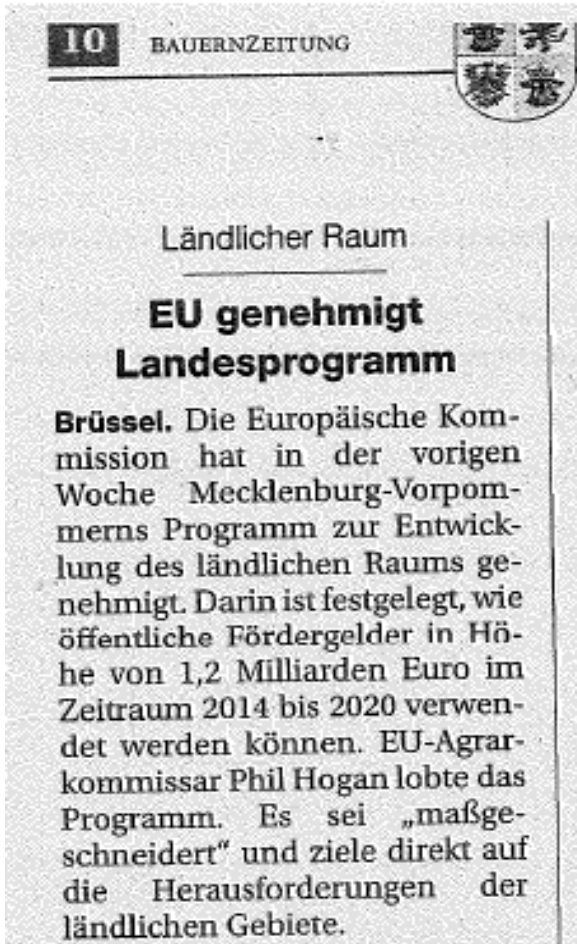 10 BAUERNZEITUNG
Ländlicher Raum
EU genehmigt
Landesprogramm
Brüssel. Die Europäische Kom-
mission hat in der vorigen
Woche Mecklenburg-Vorpom-
merns Programm zur Entwick-
lung des ländlichen Raums ge-
nehmigt. Darin ist festgelegt, wie
öffentliche Fördergelder in Hö-
he von 1,2 Milliarden Euro im
Zeitraum 2014 bis 2020 verwen-
det werden können. EU-Agrar-
kommissar Phil Hogan lobte das
Programm. Es sei „maßge-
schneidert“ und ziele direkt auf
die Herausforderungen der
ländlichen Gebiete.